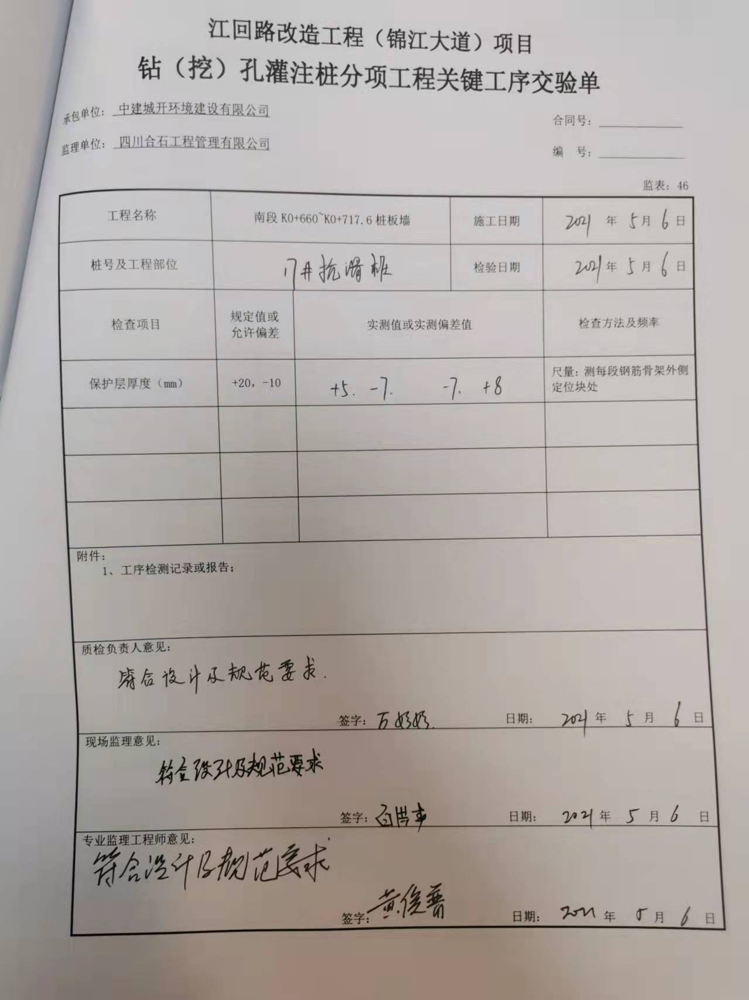 江回路改造工程（锦江大道）项目
钻（挖）孔灌注桩分项工程关键工序交验单
承包单位：中建城开环境建设有限公司
合同号：
监理单位：四川合石工程管理有限公司
编 号：
监表：46
工程名称 南段 K0+660~K0+717.6 桩板墙 施工日期 2021 年 5 月 6 日
桩号及工程部位 17#抗滑桩 检验日期 2021 年 5 月 6 日
检查项目 规定值或 实测值或实测偏差值 检查方法及频率
允许偏差
保护层厚度（mm） +20，-10 +5. -7. -7. +8 尺量：测每段钢筋骨架外侧
定位块处
附件：
1、工序检测记录或报告；
质检负责人意见：
符合设计及规范要求.
签字： 日期： 2021 年 5 月 6 日
现场监理意见：
符合设计及规范要求
签字： 日期： 2021 年 5 月 6 日
专业监理工程师意见：
符合设计及规范要求
签字：黄俊晋 日期： 2021 年 5 月 6 日